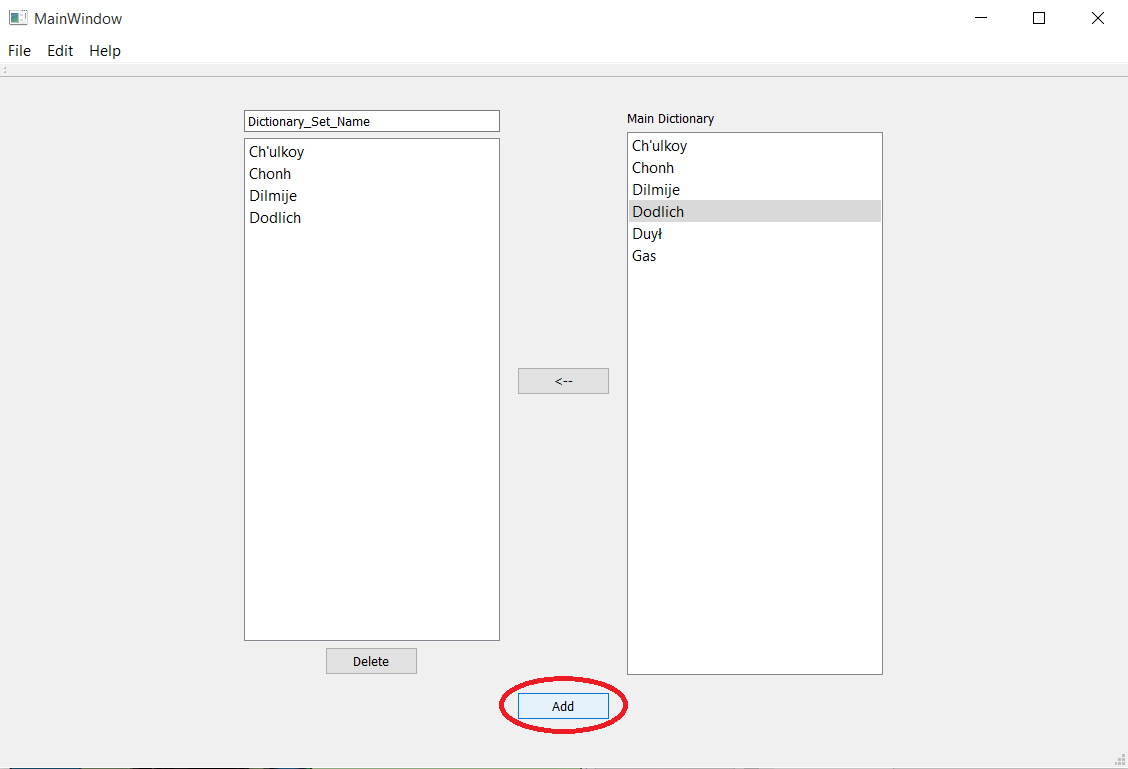 MainWindow
File Edit Help
Dictionary_Set_Name
Ch'ulkoy
Chonh
Dilmije
Dodlich
Delete
<--
Add
Main Dictionary
Ch'ulkoy
Chonh
Dilmije
Dodlich
Duył
Gas